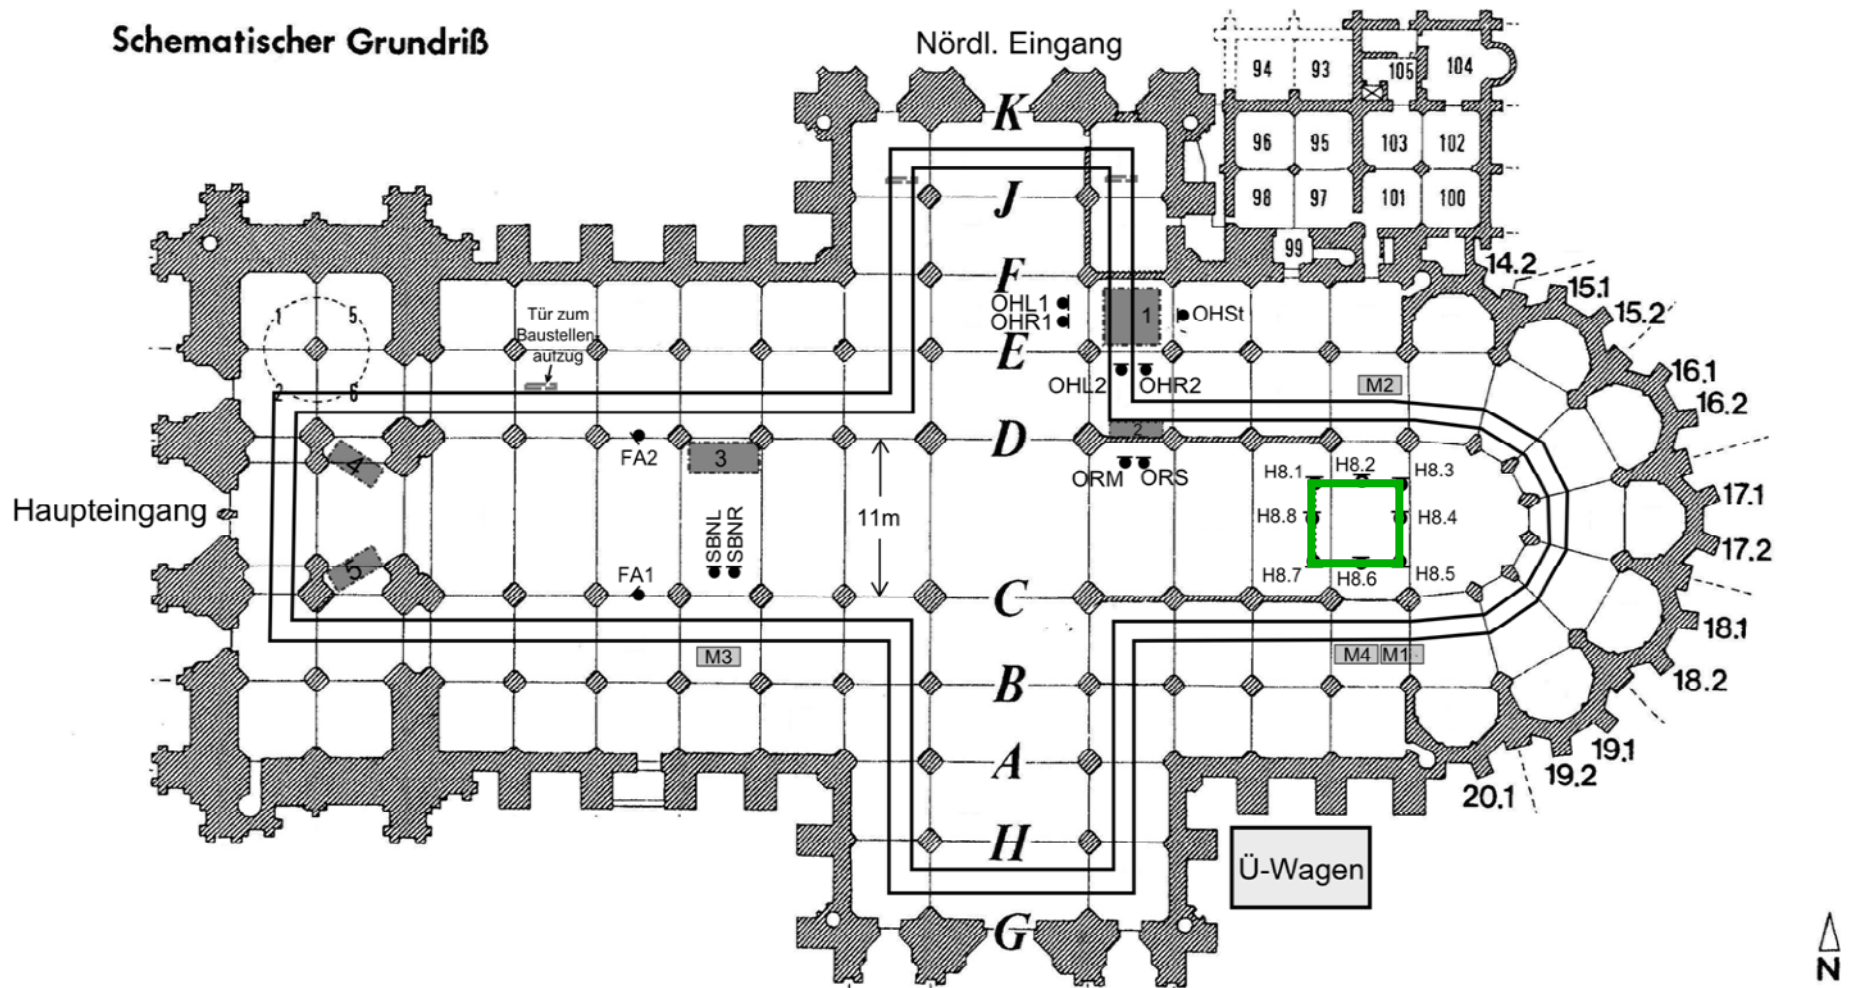 Schematischer Grundriß
Nördl. Eingang
94 93 105 104
K
96 95 103 102
98 97 101 100
J
99
14.2
15.1
15.2
F
1 5
Tür zum
Baustellen
aufzug
OHL1
OHR1
1
OHSt
E
2 6
OHL2 OHR2
M2
16.1
16.2
D
2
FA2
3
4
ORM ORS
H8.1 H8.2 H8.3
17.1
Haupteingang
11m
SBNL
SBNR
H8.8 H8.4
17.2
5
FA1
H8.7 H8.6 H8.5
C
18.1
M3
M4 M1
B
18.2
19.1
A
19.2
20.1
H
Ü-Wagen
G
N